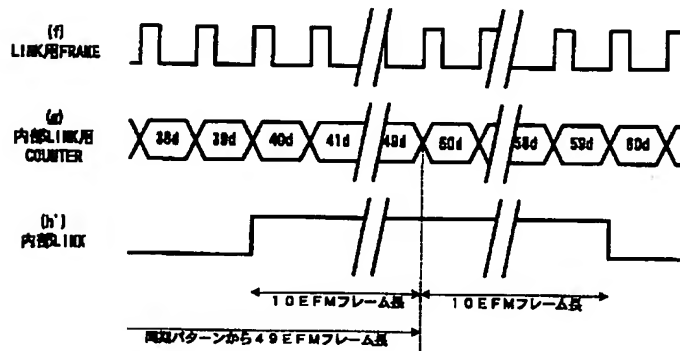 (f)
LINK用FRAME
(g)
内部LINK用
COUNTER
38d 39d 40d 41d 49d 50d 58d 59d 60d
(h')
内部LINK
10EFMフレーム長 10EFMフレーム長
同期パターンから49EFMフレーム長